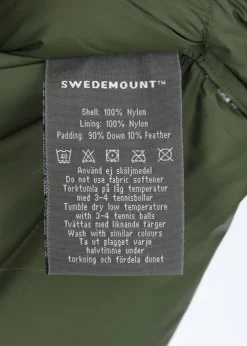 SWEDEMOUNT™
Shell: 100% Nylon
Lining: 100% Nylon
Padding: 90% Down 10% Feather
40
Använd ej sköljmedel
Do not use fabric softener
Torktumla på låg temperatur
med 3-4 tennisbollar
Tumble dry low temperature
with 3-4 tennis balls
Tvättas med liknande färger
Wash with similar colours
Ta ut plagget varje
halvtimme under
torkning och fördela dunet